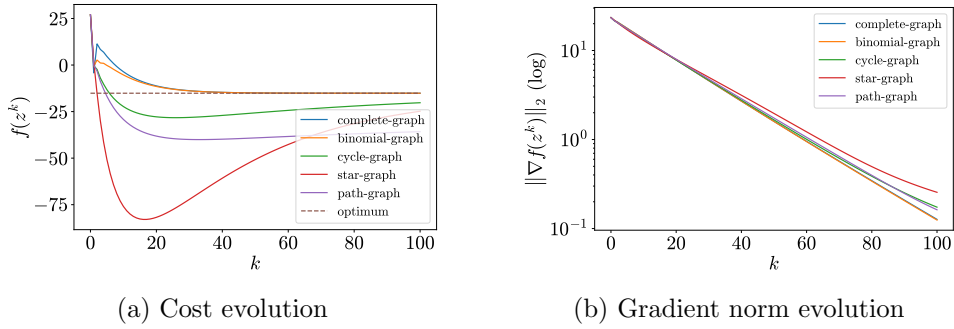 25
0
−25
−50
−75
f(z^k)
0 20 40 60 80 100
k
complete-graph
binomial-graph
cycle-graph
star-graph
path-graph
optimum
(a) Cost evolution
10^1
10^0
10^−1
||∇f(z^k)||_2 (log)
0 20 40 60 80 100
k
complete-graph
binomial-graph
cycle-graph
star-graph
path-graph
(b) Gradient norm evolution